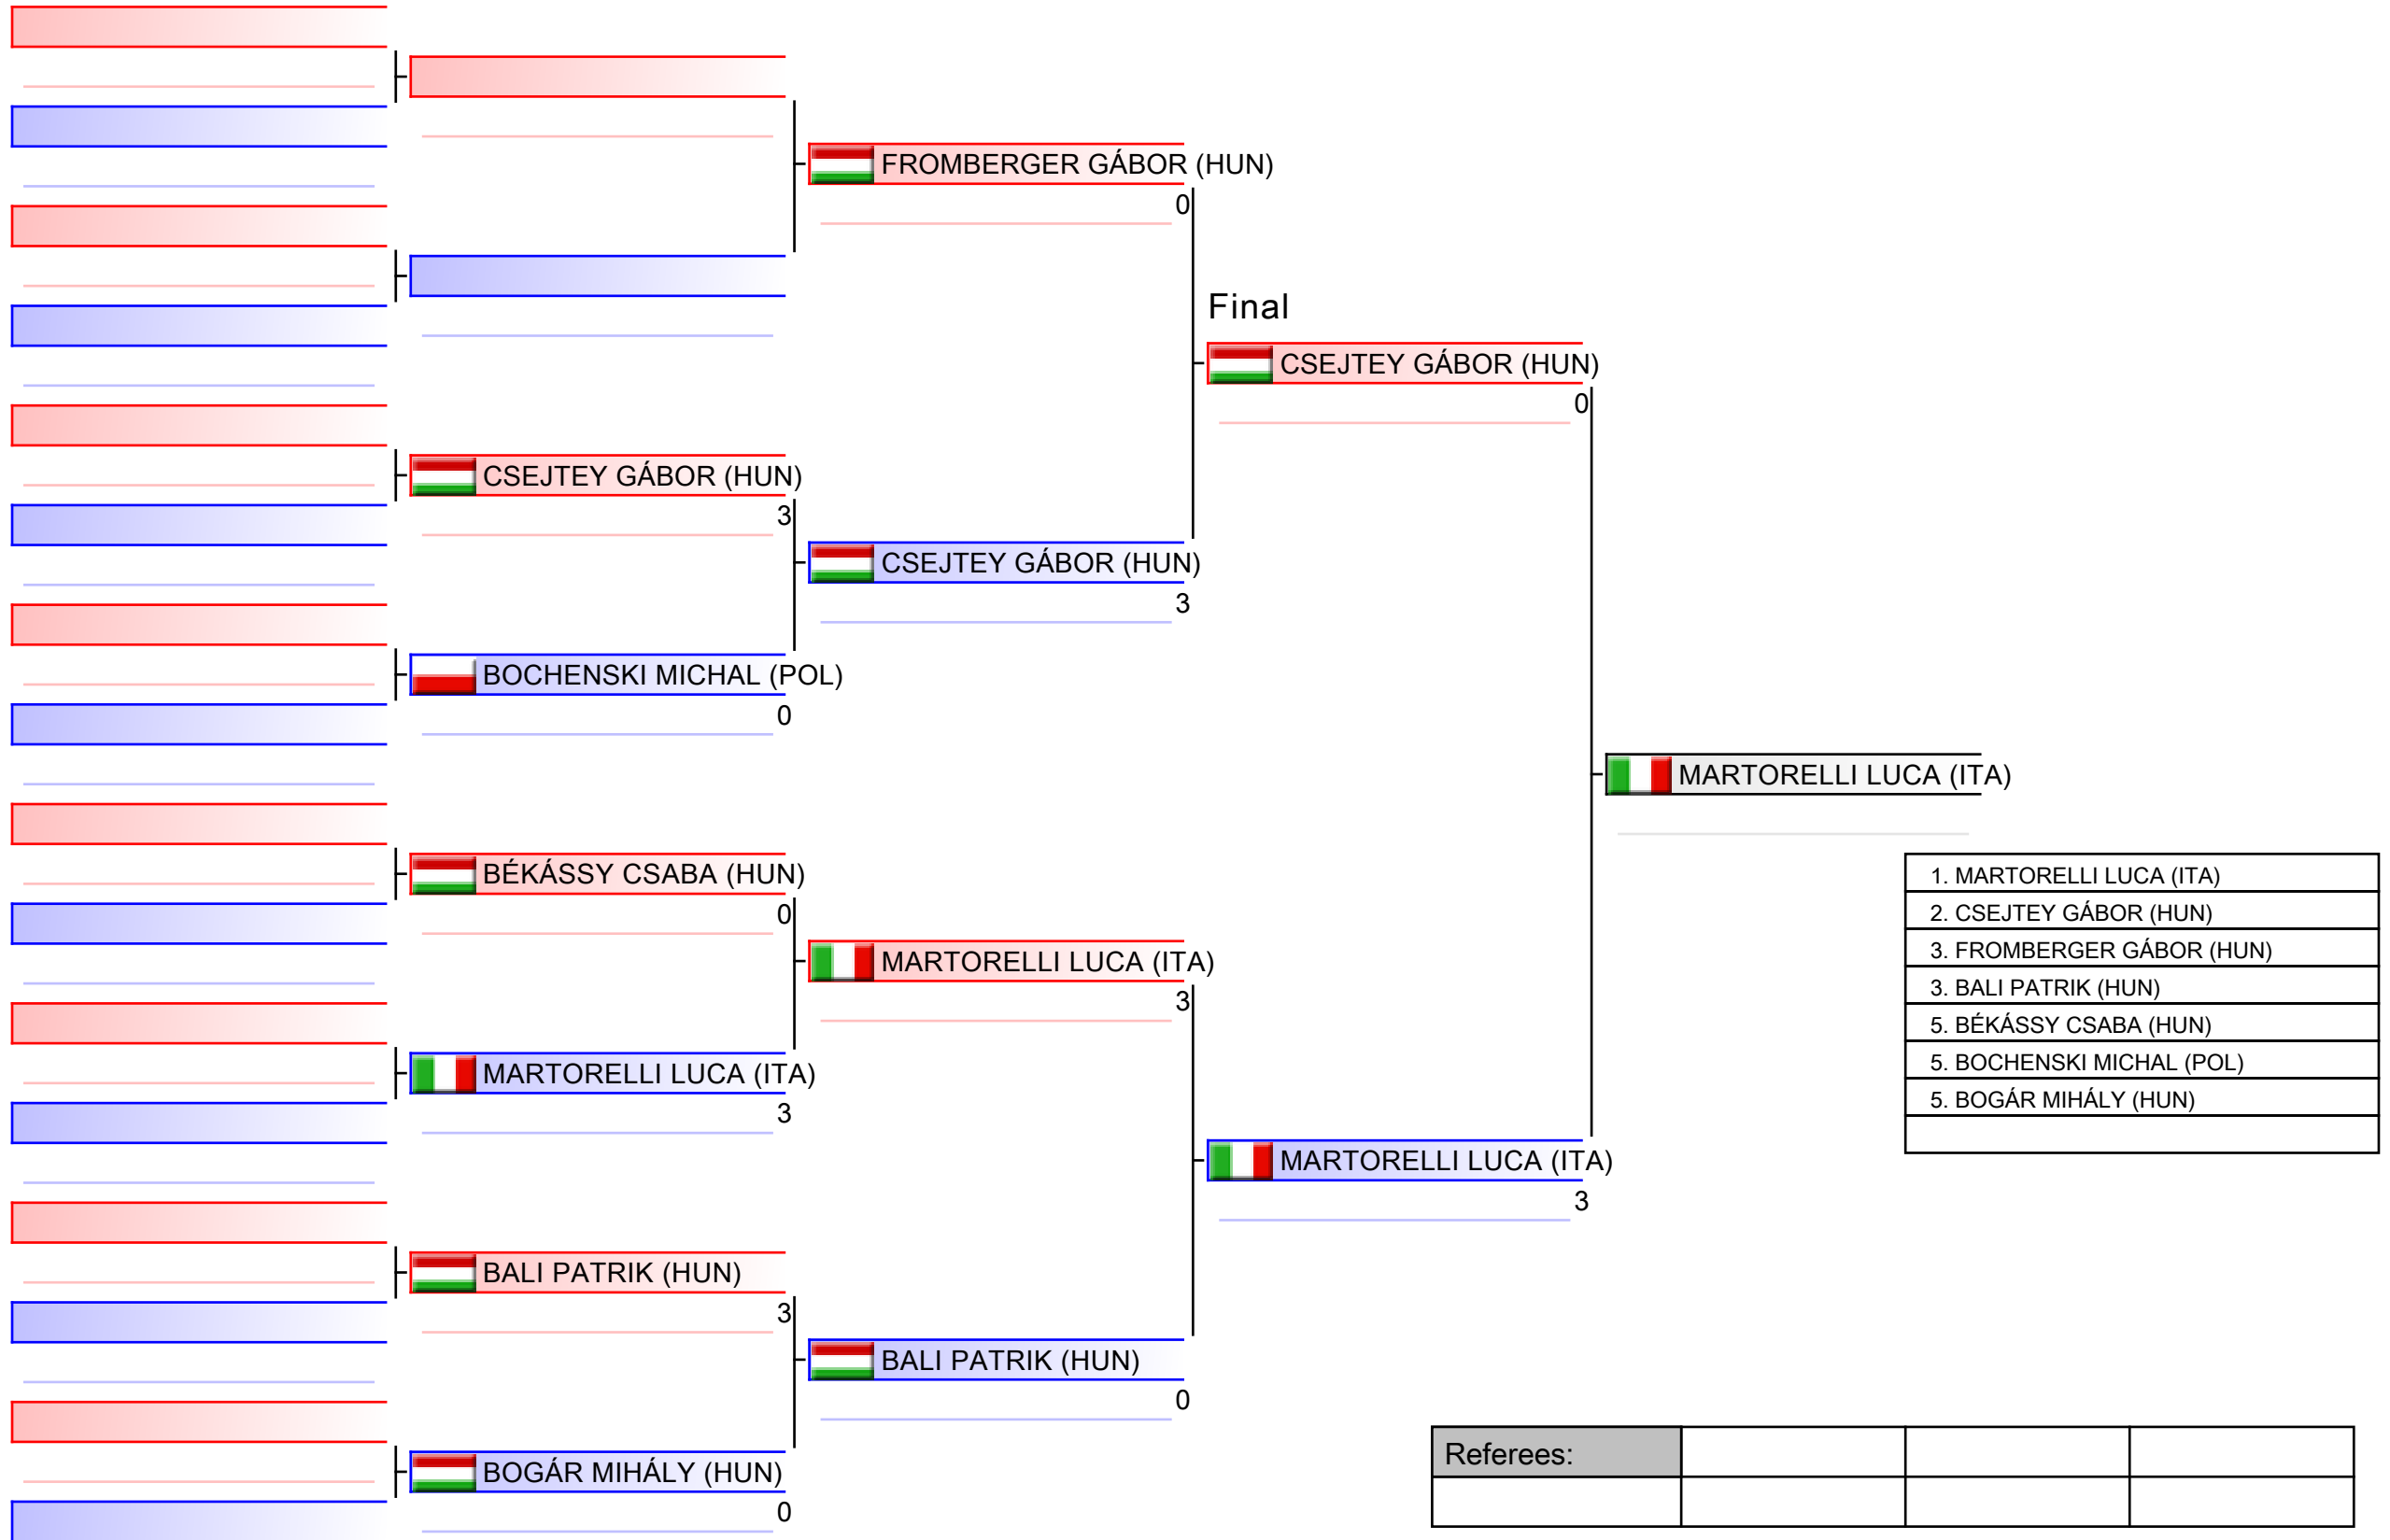 FROMBERGER GÁBOR (HUN)
0
Final
CSEJTEY GÁBOR (HUN)
0
CSEJTEY GÁBOR (HUN)
3
CSEJTEY GÁBOR (HUN)
3
BOCHENSKI MICHAL (POL)
0
MARTORELLI LUCA (ITA)
BÉKÁSSY CSABA (HUN)
0
MARTORELLI LUCA (ITA)
3
MARTORELLI LUCA (ITA)
3
MARTORELLI LUCA (ITA)
3
BALI PATRIK (HUN)
3
BALI PATRIK (HUN)
0
BOGÁR MIHÁLY (HUN)
0
1. MARTORELLI LUCA (ITA)
2. CSEJTEY GÁBOR (HUN)
3. FROMBERGER GÁBOR (HUN)
3. BALI PATRIK (HUN)
5. BÉKÁSSY CSABA (HUN)
5. BOCHENSKI MICHAL (POL)
5. BOGÁR MIHÁLY (HUN)
Referees: